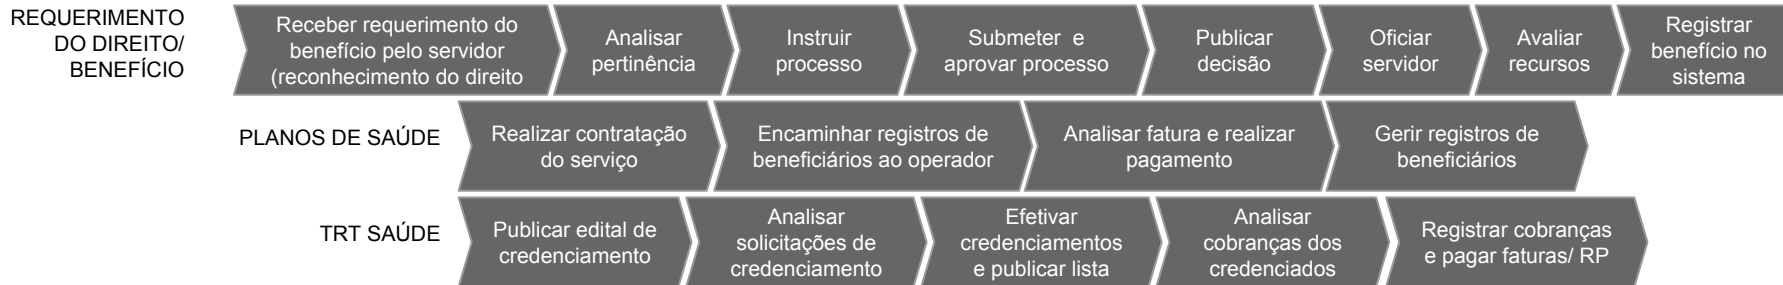 REQUERIMENTO
DO DIREITO/
BENEFÍCIO
Receber requerimento do
benefício pelo servidor
(reconhecimento do direito
Analisar
pertinência
Instruir
processo
Submeter e
aprovar processo
Publicar
decisão
Oficiar
servidor
Avaliar
recursos
Registrar
benefício no
sistema
PLANOS DE SAÚDE
Realizar contratação
do serviço
Encaminhar registros de
beneficiários ao operador
Analisar fatura e realizar
pagamento
Gerir registros de
beneficiários
TRT SAÚDE
Publicar edital de
credenciamento
Analisar
solicitações de
credenciamento
Efetivar
credenciamentos
e publicar lista
Analisar
cobranças dos
credenciados
Registrar cobranças
e pagar faturas/ RP